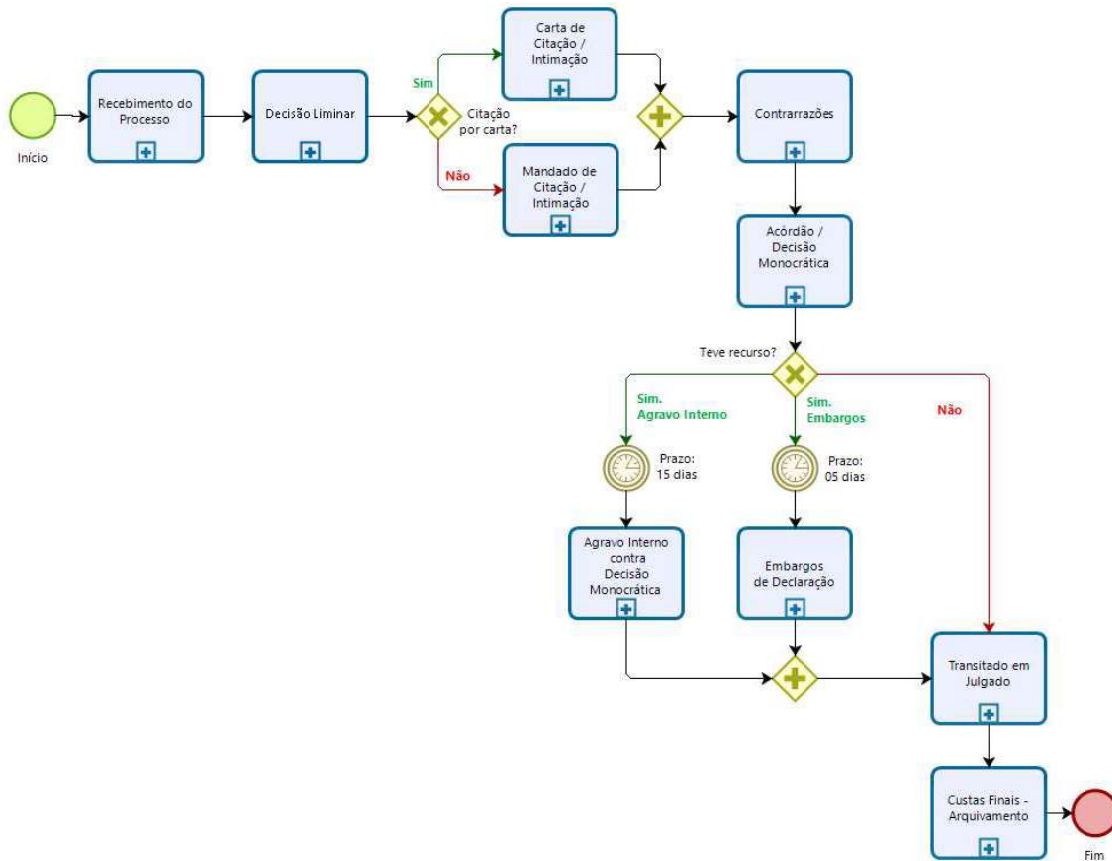 Início
Recebimento do
Processo
Decisão Liminar
Sim
Citação
por carta?
Não
Carta de
Citação /
Intimação
Mandado de
Citação /
Intimação
Contrarrazões
Acórdão /
Decisão
Monocrática
Teve recurso?
Sim.
Agravo Interno
Sim.
Embargos
Não
Prazo:
15 dias
Prazo:
05 dias
Agravo Interno
contra
Decisão
Monocrática
Embargos
de Declaração
Transitado em
Julgado
Custas Finais -
Arquivamento
Fim